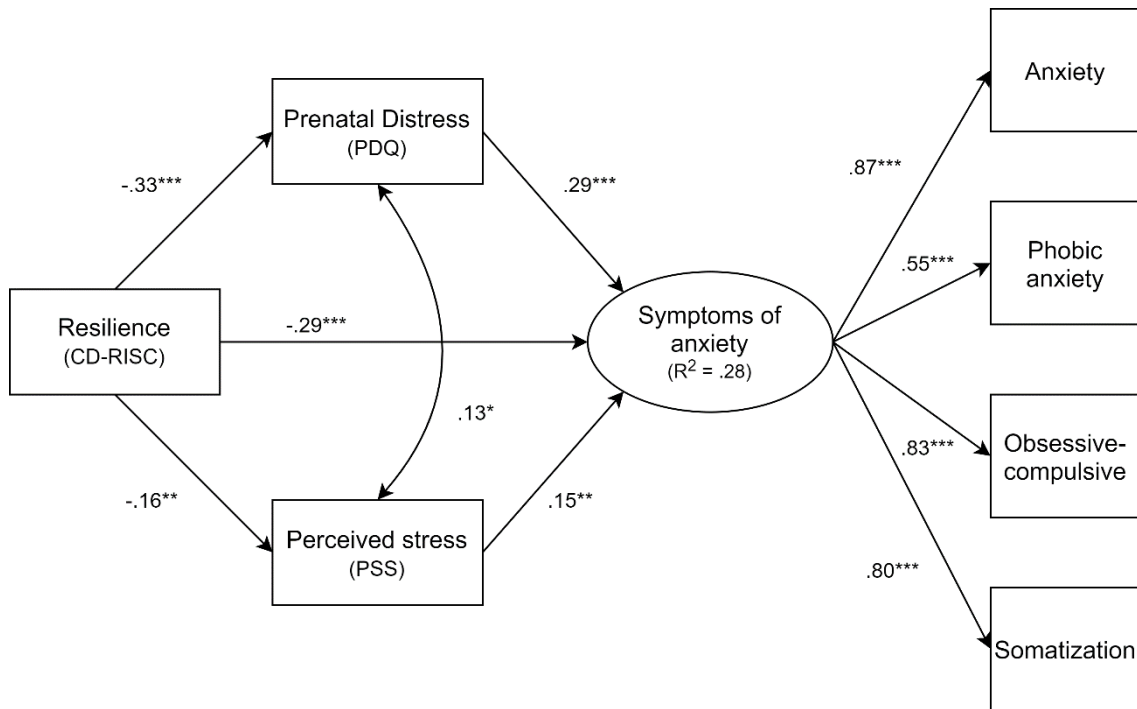 Anxiety
Prenatal Distress
(PDQ)
.87***
-.33***
.29***
Phobic
anxiety
.55***
Resilience
(CD-RISC)
-.29***
Symptoms of
anxiety
(R² = .28)
.13*
.83***
Obsessive-
compulsive
-.16**
.15**
Perceived stress
(PSS)
.80***
Somatization